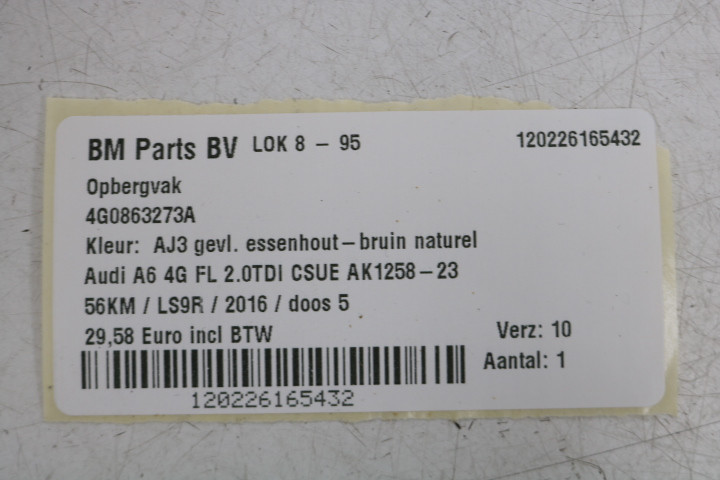 BM Parts BV LOK 8 - 95 120226165432
Opbergvak
4G0863273A
Kleur: AJ3 gevl. essenhout-bruin naturel
Audi A6 4G FL 2.0TDI CSUE AK1258-23
56KM / LS9R / 2016 / doos 5
29,58 Euro incl BTW Verz: 10
Aantal: 1
120226165432